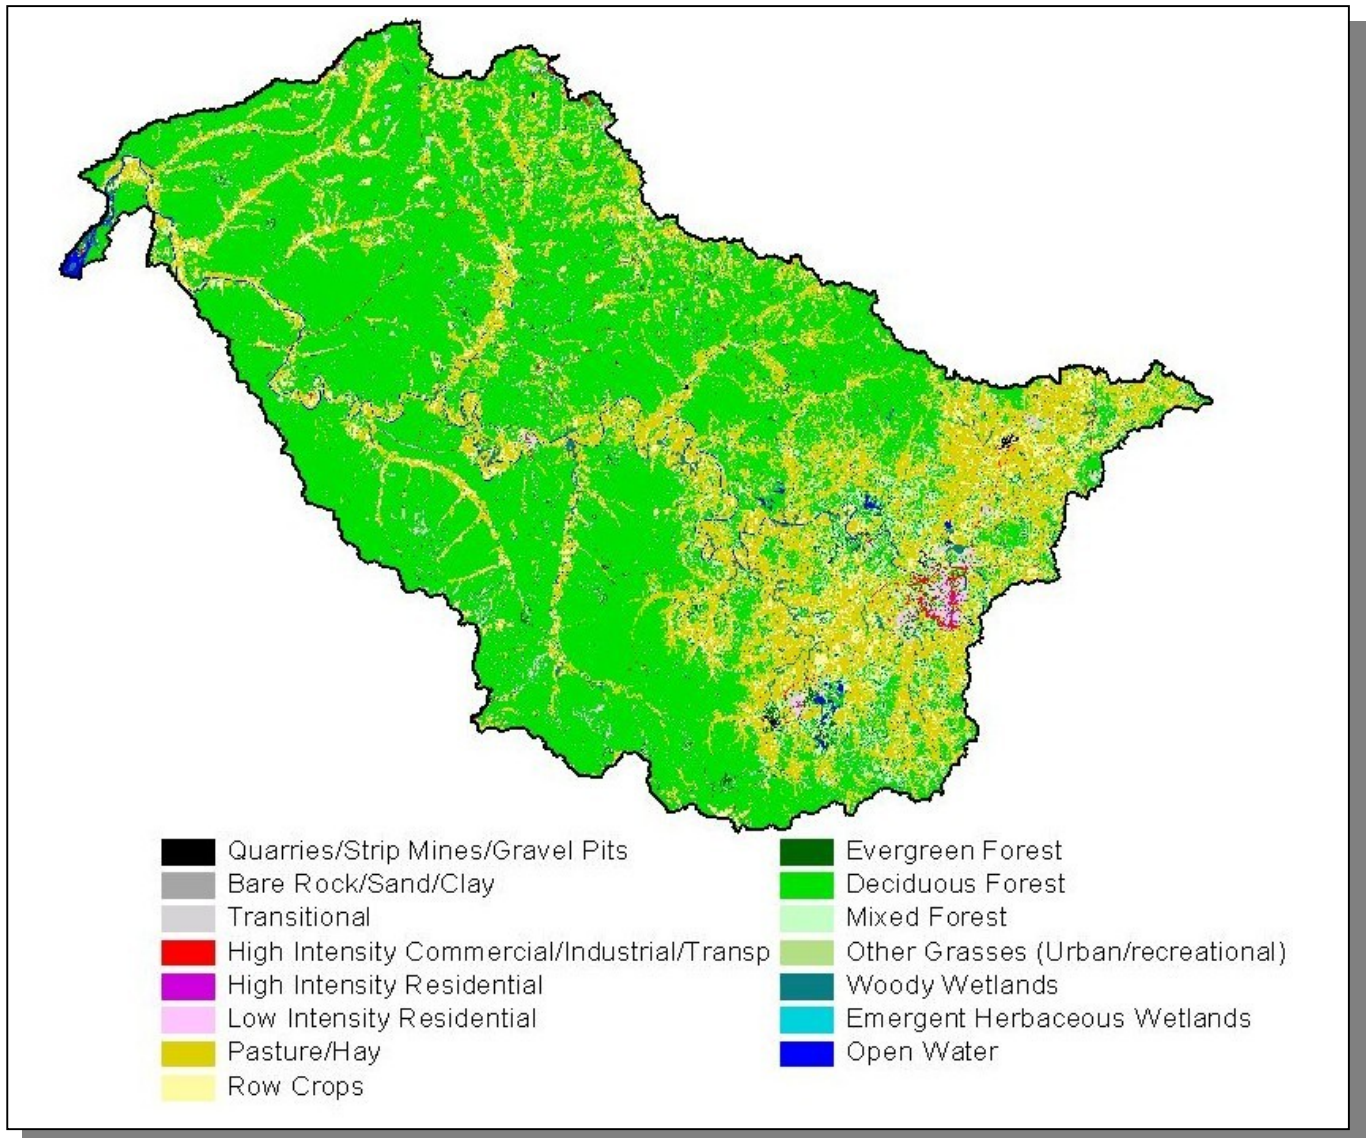 Quarries/Strip Mines/Gravel Pits
Bare Rock/Sand/Clay
Transitional
High Intensity Commercial/Industrial/Transp
High Intensity Residential
Low Intensity Residential
Pasture/Hay
Row Crops
Evergreen Forest
Deciduous Forest
Mixed Forest
Other Grasses (Urban/recreational)
Woody Wetlands
Emergent Herbaceous Wetlands
Open Water